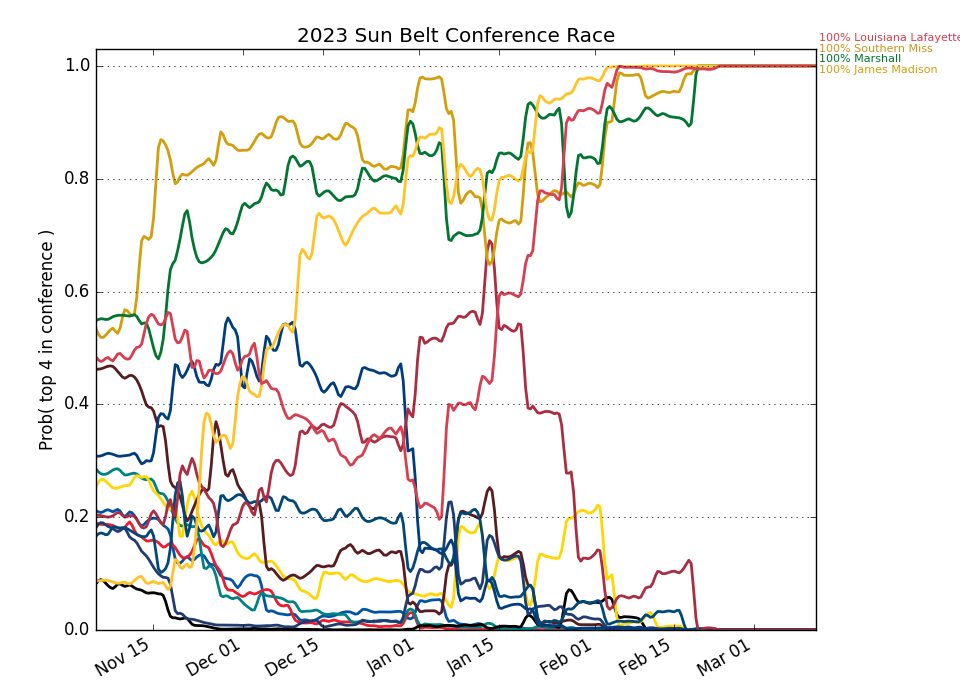 2023 Sun Belt Conference Race
100% Louisiana Lafayette
100% Southern Miss
100% Marshall
100% James Madison
Prob( top 4 in conference )
1.0
0.8
0.6
0.4
0.2
0.0
Nov 15
Dec 01
Dec 15
Jan 01
Jan 15
Feb 01
Feb 15
Mar 01